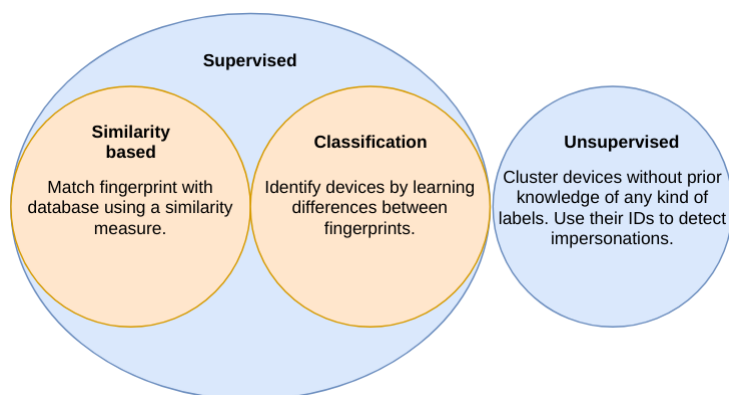 Supervised
Similarity
based
Match fingerprint with
database using a similarity
measure.
Classification
Identify devices by learning
differences between
fingerprints.
Unsupervised
Cluster devices without prior
knowledge of any kind of
labels. Use their IDs to detect
impersonations.